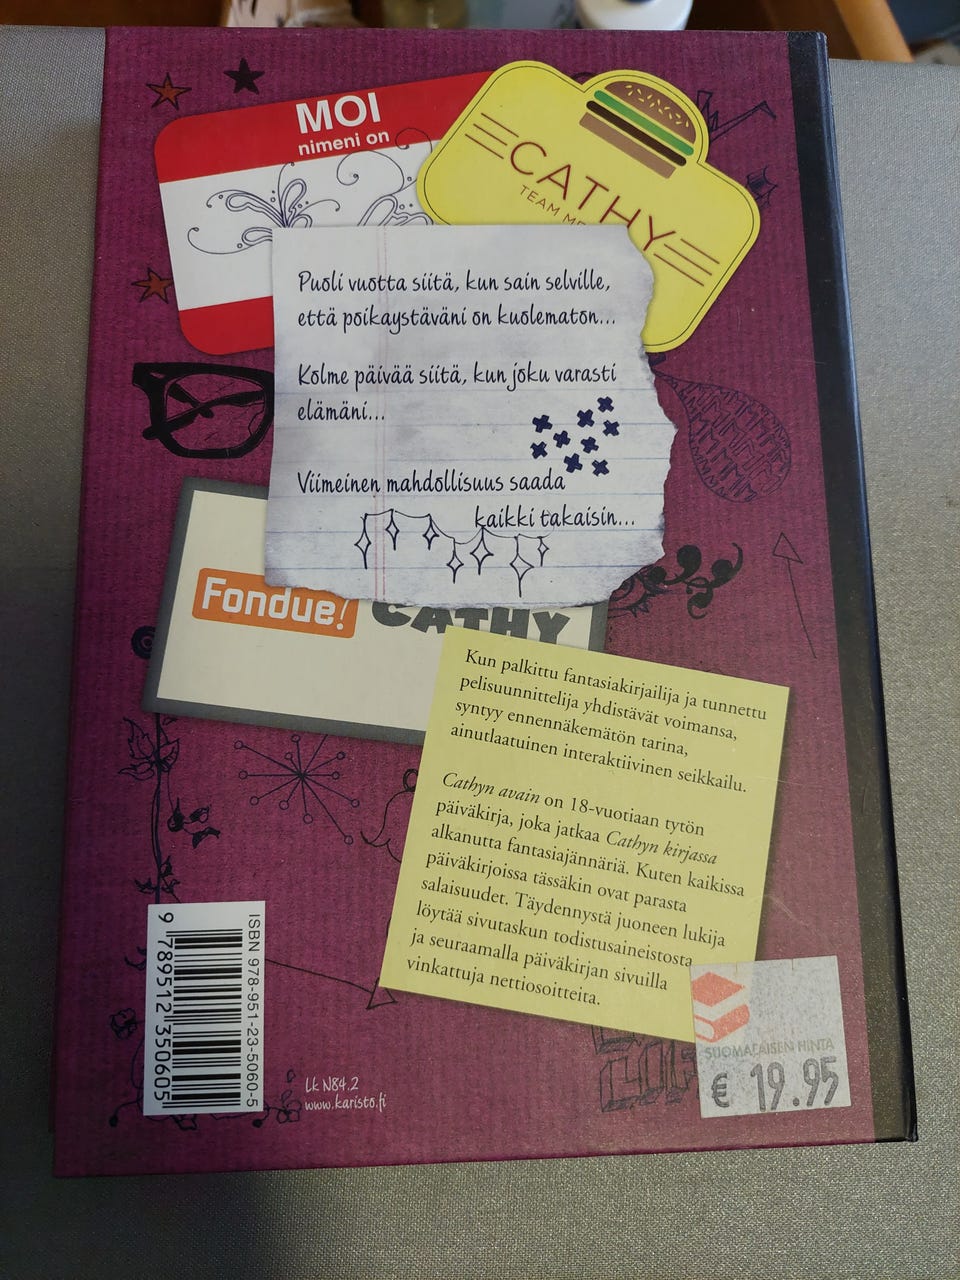 MOI
nimeni on
CATHY
TEAM ME
Puoli vuotta siitä, kun sain selville,
että poikaystäväni on kuolematon...
Kolme päivää siitä, kun joku varasti
elämäni...
Viimeinen mahdollisuus saada
kaikki takaisin...
Fondue!
CATHY
Kun palkittu fantasiakirjailija ja tunnettu
pelisuunnittelija yhdistävät voimansa,
syntyy ennennäkemätön tarina,
ainutlaatuinen interaktiivinen seikkailu.
Cathyn avain on 18-vuotiaan tytön
päiväkirja, joka jatkaa Cathyn kirjassa
alkanutta fantasiajännäriä. Kuten kaikissa
päiväkirjoissa tässäkin ovat parasta
salaisuudet. Täydennystä juoneen lukija
löytää sivutaskun todistusaineistosta
ja seuraamalla päiväkirjan sivuilla
vinkattuja nettiosoitteita.
ISBN 978-951-23-5060-5
9 789512 350605
Lk N84.2
www.karisto.fi
SUOMALAISEN HINTA
€ 19.95